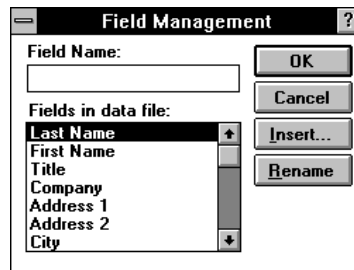 Field Management ?
Field Name:
OK
Cancel
Fields in data file:
Last Name
First Name
Title
Company
Address 1
Address 2
City
Insert...
Rename